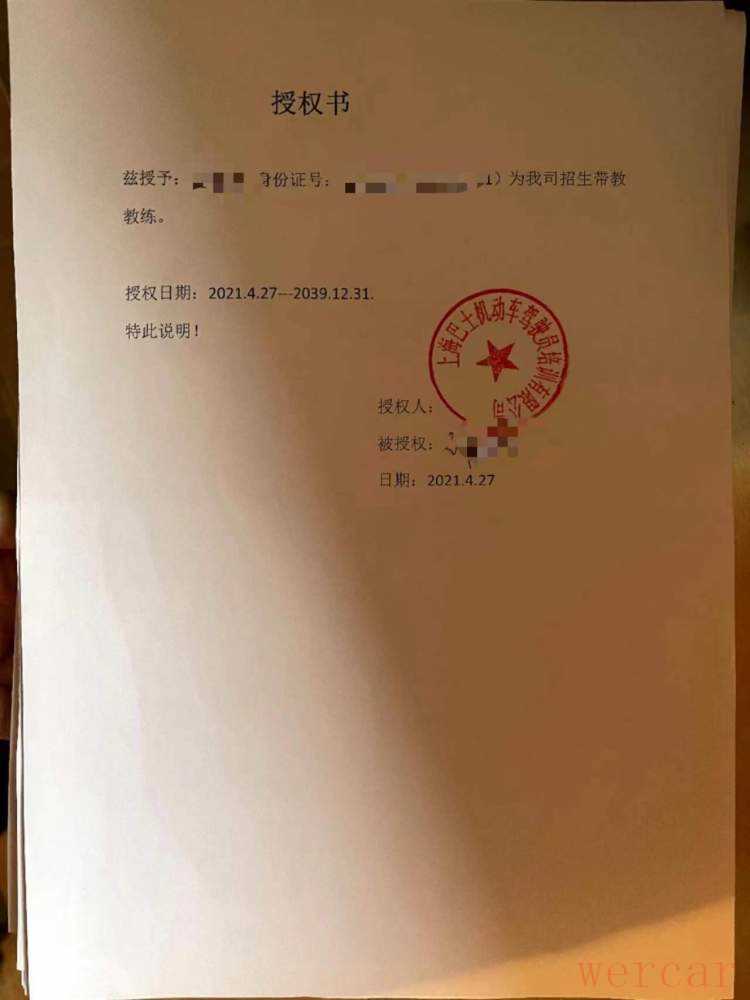 授权书
兹授予： 身份证号： 1）为我司招生带教
教练。
授权日期：2021.4.27---2039.12.31.
特此说明！
上海巴士机动车驾驶员培训有限公司
授权人：
被授权：
日期：2021.4.27
wercar